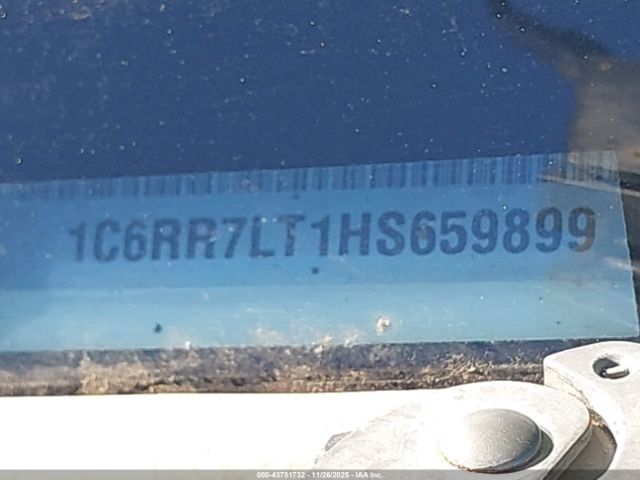 1C6RR7LT1HS659899
000-43781732 - 11/26/2025 - IAA Inc.